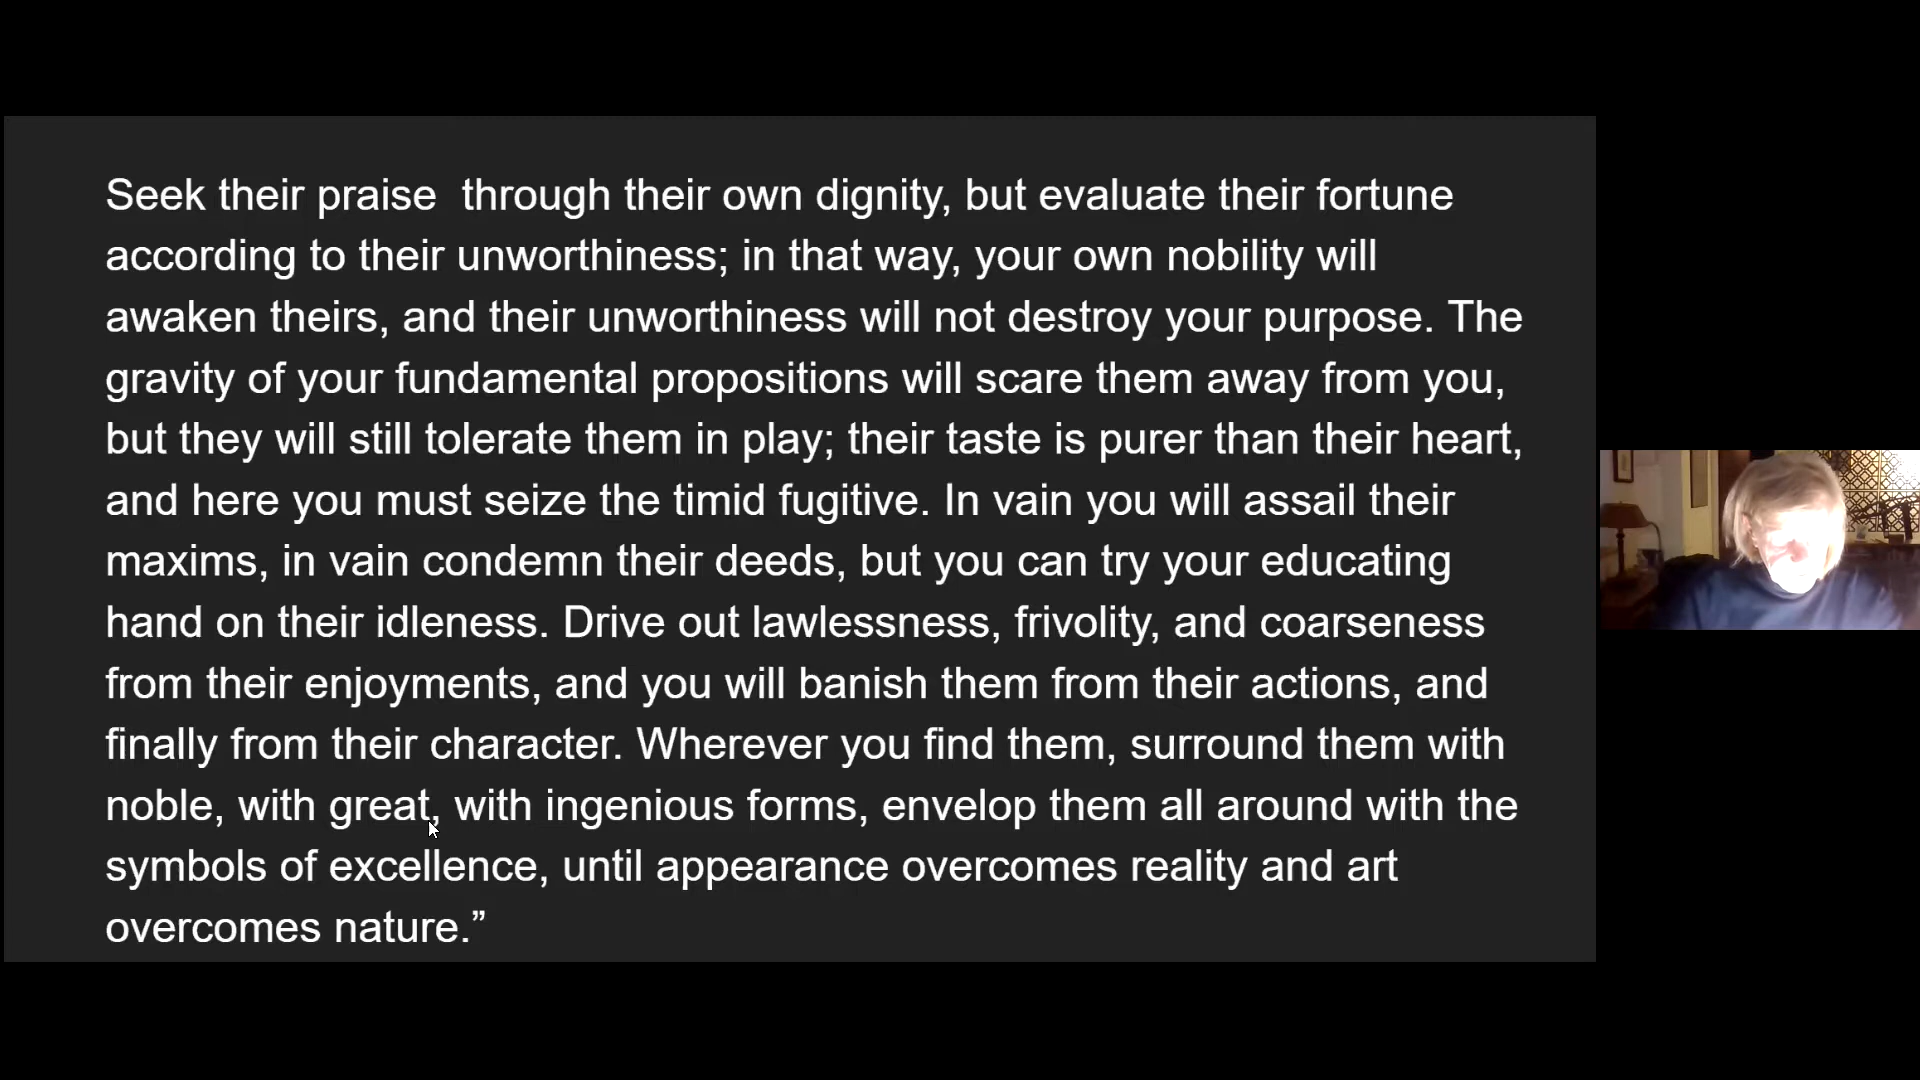 Seek their praise  through their own dignity, but evaluate their fortune
according to their unworthiness; in that way, your own nobility will
awaken theirs, and their unworthiness will not destroy your purpose. The
gravity of your fundamental propositions will scare them away from you,
but they will still tolerate them in play; their taste is purer than their heart,
and here you must seize the timid fugitive. In vain you will assail their
maxims, in vain condemn their deeds, but you can try your educating
hand on their idleness. Drive out lawlessness, frivolity, and coarseness
from their enjoyments, and you will banish them from their actions, and
finally from their character. Wherever you find them, surround them with
noble, with great, with ingenious forms, envelop them all around with the
symbols of excellence, until appearance overcomes reality and art
overcomes nature.”